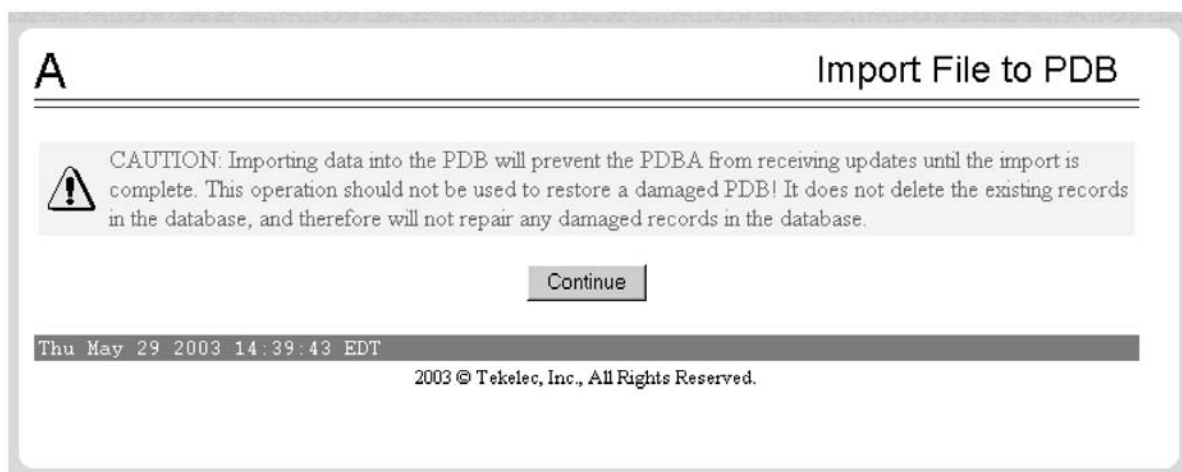 A
Import File to PDB
CAUTION: Importing data into the PDB will prevent the PDBA from receiving updates until the import is
complete. This operation should not be used to restore a damaged PDB! It does not delete the existing records
in the database, and therefore will not repair any damaged records in the database.
Continue
Thu May 29 2003 14:39:43 EDT
2003 © Tekelec, Inc., All Rights Reserved.